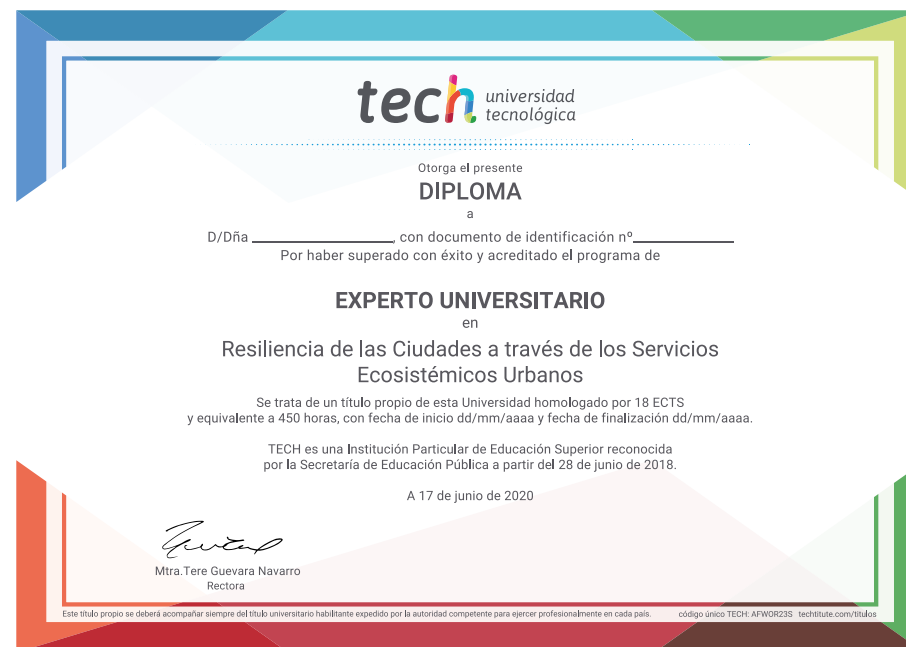 tech universidad
tecnológica
Otorga el presente
DIPLOMA
a
D/Dña ____________________, con documento de identificación nº______________
Por haber superado con éxito y acreditado el programa de
EXPERTO UNIVERSITARIO
en
Resiliencia de las Ciudades a través de los Servicios
Ecosistémicos Urbanos
Se trata de un título propio de esta Universidad homologado por 18 ECTS
y equivalente a 450 horas, con fecha de inicio dd/mm/aaaa y fecha de finalización dd/mm/aaaa.
TECH es una Institución Particular de Educación Superior reconocida
por la Secretaría de Educación Pública a partir del 28 de junio de 2018.
A 17 de junio de 2020
Mtra.Tere Guevara Navarro
Rectora
Este título propio se deberá acompañar siempre del título universitario habilitante expedido por la autoridad competente para ejercer profesionalmente en cada país. código único TECH: AFWOR23S techtitute.com/titulos